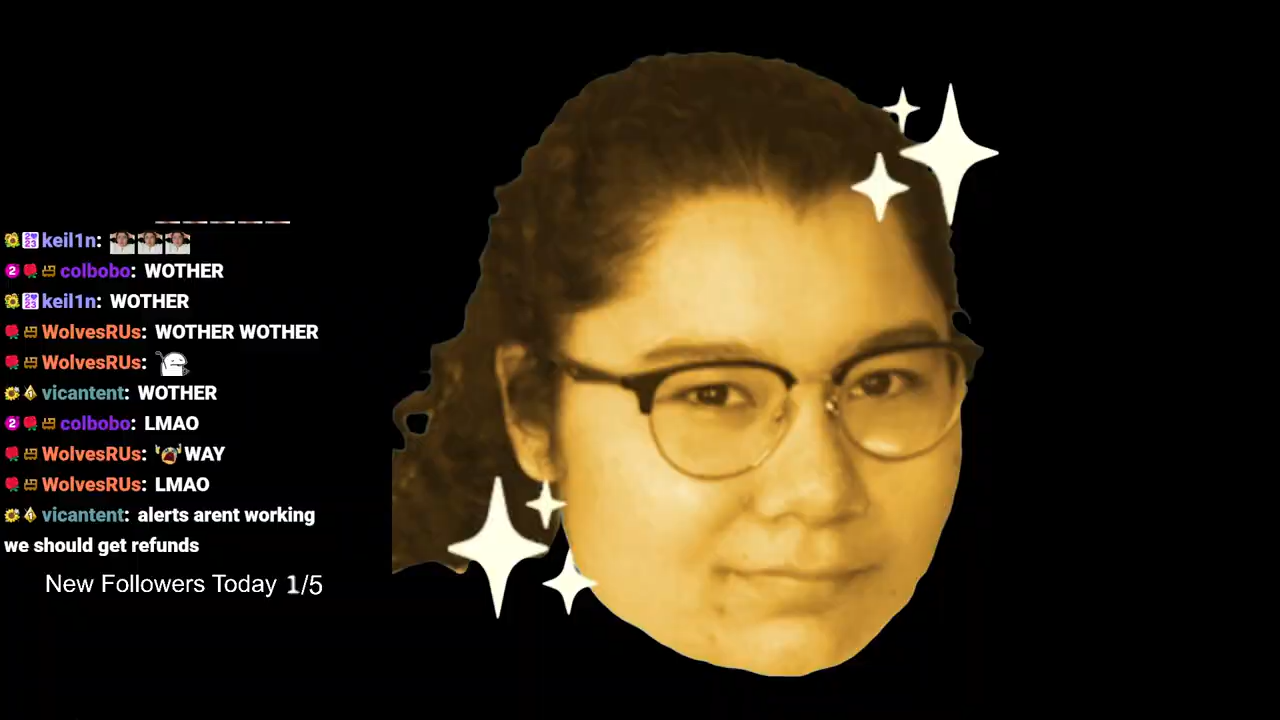 keil1n:
colbobo: WOTHER
keil1n: WOTHER
WolvesRUs: WOTHER WOTHER
WolvesRUs:
vicantent: WOTHER
colbobo: LMAO
WolvesRUs: WAY
WolvesRUs: LMAO
vicantent: alerts arent working
we should get refunds
New Followers Today 1/5